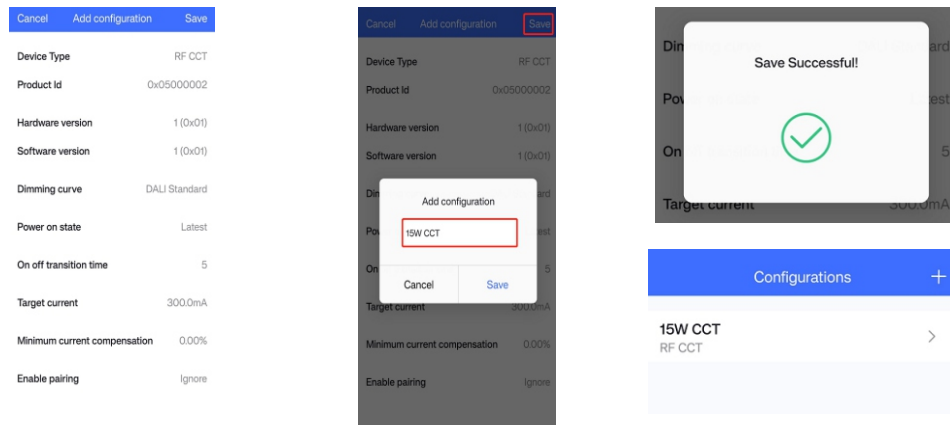 Cancel Add configuration Save
Device Type RF CCT
Product Id 0x05000002
Hardware version 1 (0x01)
Software version 1 (0x01)
Dimming curve DALI Standard
Power on state Latest
On off transition time 5
Target current 300.0mA
Minimum current compensation 0.00%
Enable pairing Ignore
Cancel Add configuration Save
Device Type RF CCT
Product Id 0x05000002
Hardware version 1 (0x01)
Software version 1 (0x01)
Add configuration
15W CCT
5
Cancel Save
Target current 300.0mA
Minimum current compensation 0.00%
Enable pairing Ignore
Save Successful!
5
Target current 300.0mA
Configurations +
15W CCT
RF CCT